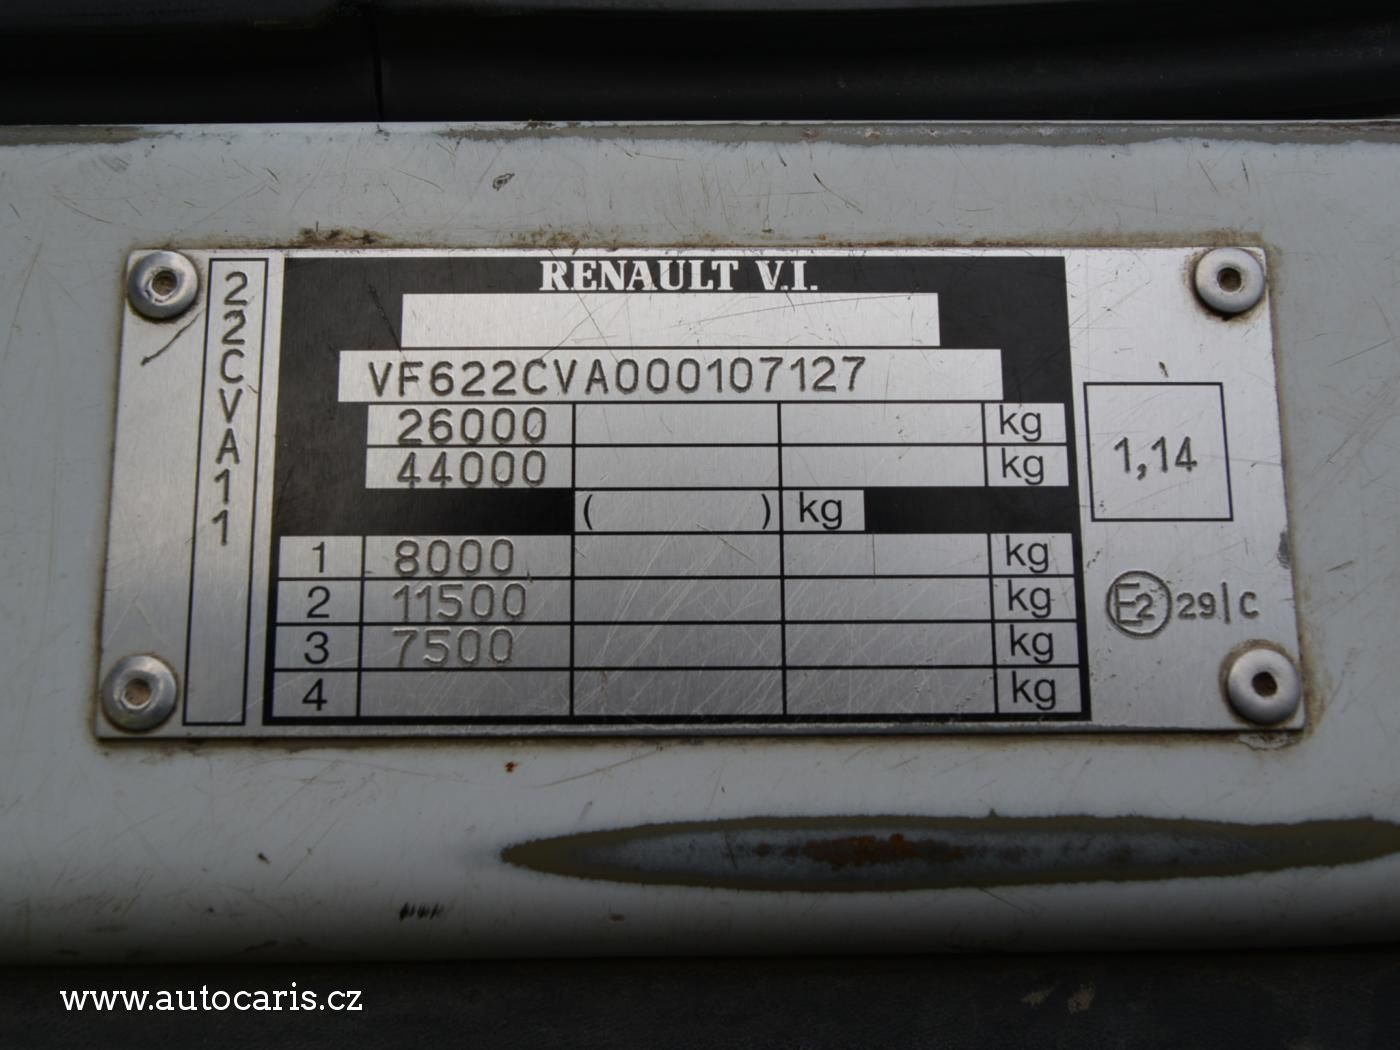 RENAULT V.I.
22CVA11
VF622CVA000107127
26000 kg
44000 kg
( ) kg
1 8000 kg
2 11500 kg
3 7500 kg
4 kg
1,14
E2 29/C
www.autocaris.cz